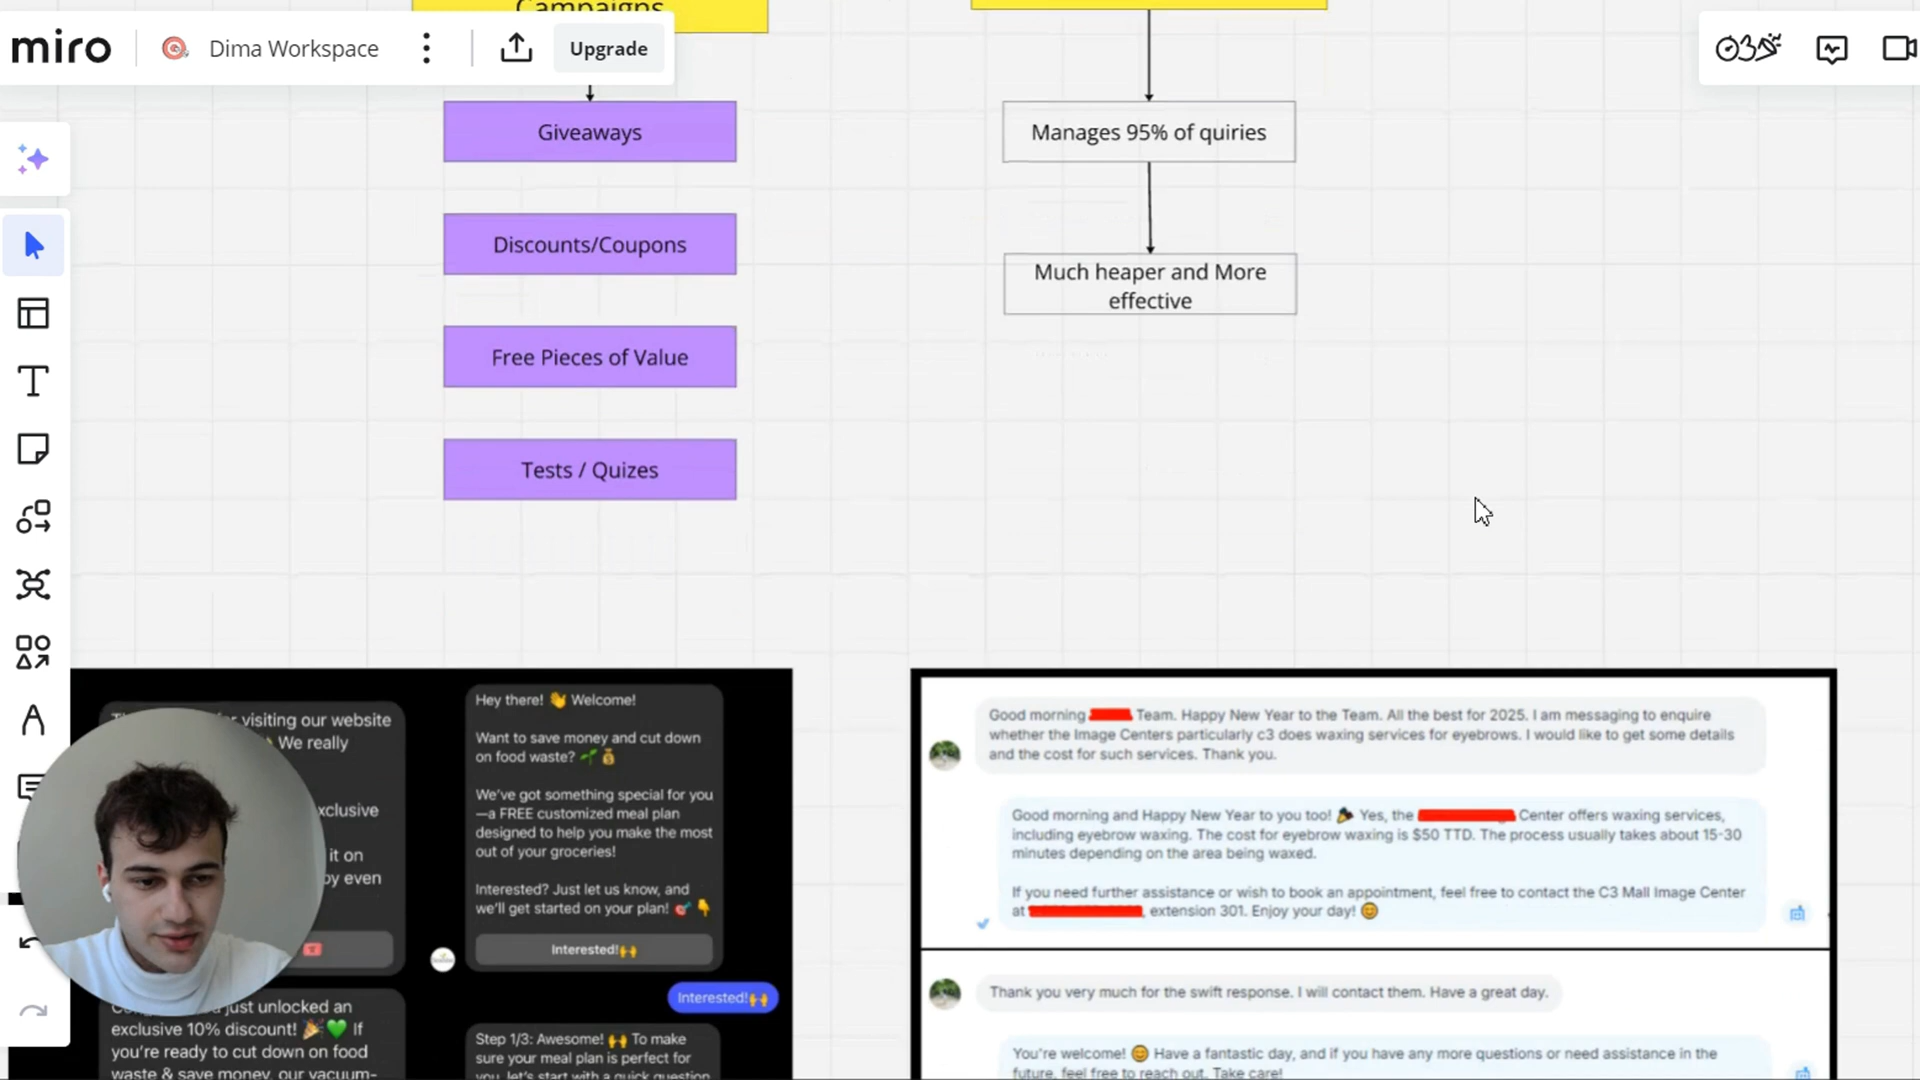 Campaigns
miro
Dima Workspace
Upgrade
Giveaways
Manages 95% of quiries
Discounts/Coupons
Much heaper and More
effective
Free Pieces of Value
Tests / Quizes
visiting our website
We really
xclusive
it on
by even
just unlocked an
exclusive 10% discount! 🎉💚 If
you're ready to cut down on food
waste & save money, our vacuum-
Hey there! 👋 Welcome!
Want to save money and cut down
on food waste? 🌱💰
We've got something special for you
—a FREE customized meal plan
designed to help you make the most
out of your groceries!
Interested? Just let us know, and
we'll get started on your plan! 🎯👇
Interested!🙌
Interested!🙌
Step 1/3: Awesome! 🙌 To make
sure your meal plan is perfect for
you, let's start with a quick question
Good morning Team. Happy New Year to the Team. All the best for 2025. I am messaging to enquire
whether the Image Centers particularly c3 does waxing services for eyebrows. I would like to get some details
and the cost for such services. Thank you.
Good morning and Happy New Year to you too! 🎉 Yes, the Center offers waxing services,
including eyebrow waxing. The cost for eyebrow waxing is $50 TTD. The process usually takes about 15-30
minutes depending on the area being waxed.
If you need further assistance or wish to book an appointment, feel free to contact the C3 Mall Image Center
at , extension 301. Enjoy your day! 😊
Thank you very much for the swift response. I will contact them. Have a great day.
You're welcome! 😊 Have a fantastic day, and if you have any more questions or need assistance in the
future, feel free to reach out. Take care!